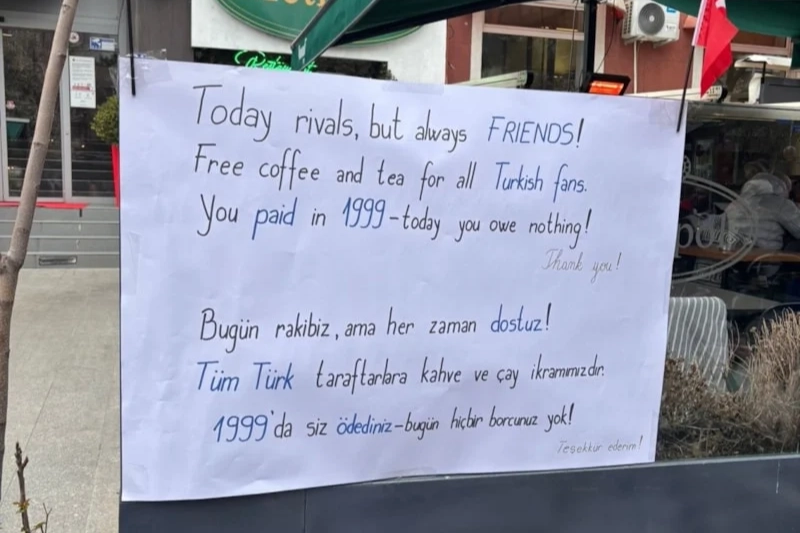 Today rivals, but always FRIENDS!
Free coffee and tea for all Turkish fans.
You paid in 1999-today you owe nothing!
Thank you!
Bugün rakibiz, ama her zaman dostuz!
Tüm Türk taraftarlara kahve ve çay ikramımızdır.
1999'da siz ödediniz-bugün hiçbir borcunuz yok!
Teşekkür ederim!